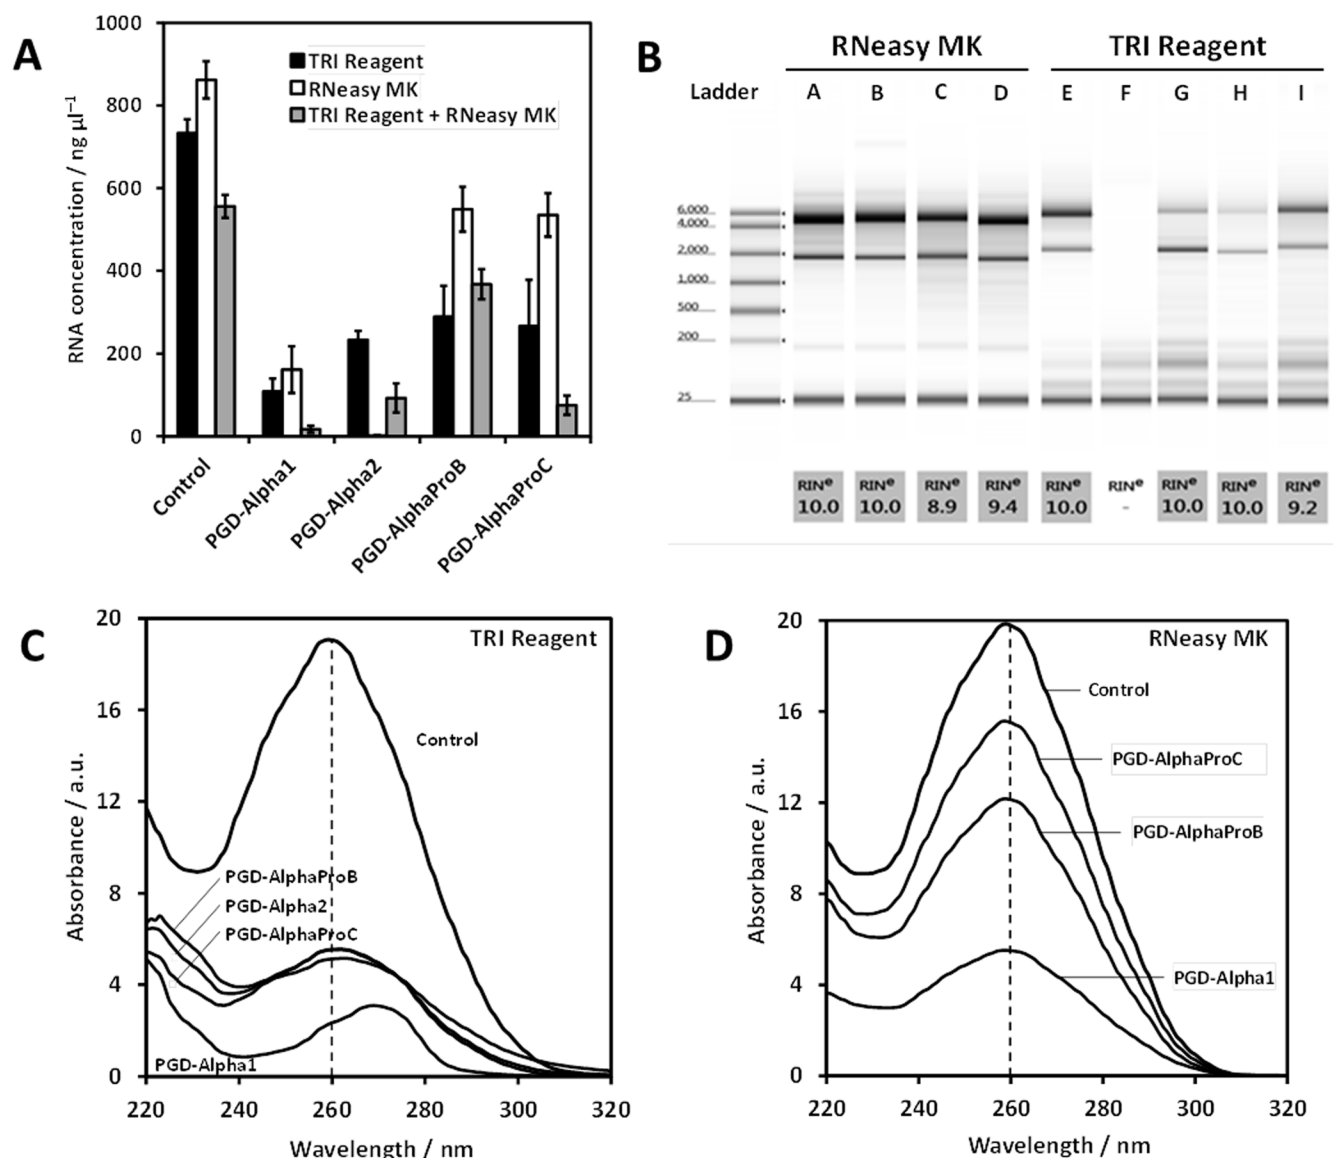 A
RNA concentration / ng µl⁻¹
1000
800
600
400
200
0
TRI Reagent
RNeasy MK
TRI Reagent + RNeasy MK
Control
PGD-Alpha1
PGD-Alpha2
PGD-AlphaProB
PGD-AlphaProC
B
RNeasy MK TRI Reagent
Ladder A B C D E F G H I
6,000
4,000
2,000
1,000
500
200
25
RINe RINe RINe RINe RINe RINe RINe RINe RINe
10.0 10.0 8.9 9.4 10.0 - 10.0 10.0 9.2
C
TRI Reagent
Absorbance / a.u.
20
16
12
8
4
0
Control
PGD-AlphaProB
PGD-Alpha2
PGD-AlphaProC
PGD-Alpha1
220 240 260 280 300 320
Wavelength / nm
D
RNeasy MK
Absorbance / a.u.
20
16
12
8
4
0
Control
PGD-AlphaProC
PGD-AlphaProB
PGD-Alpha1
220 240 260 280 300 320
Wavelength / nm